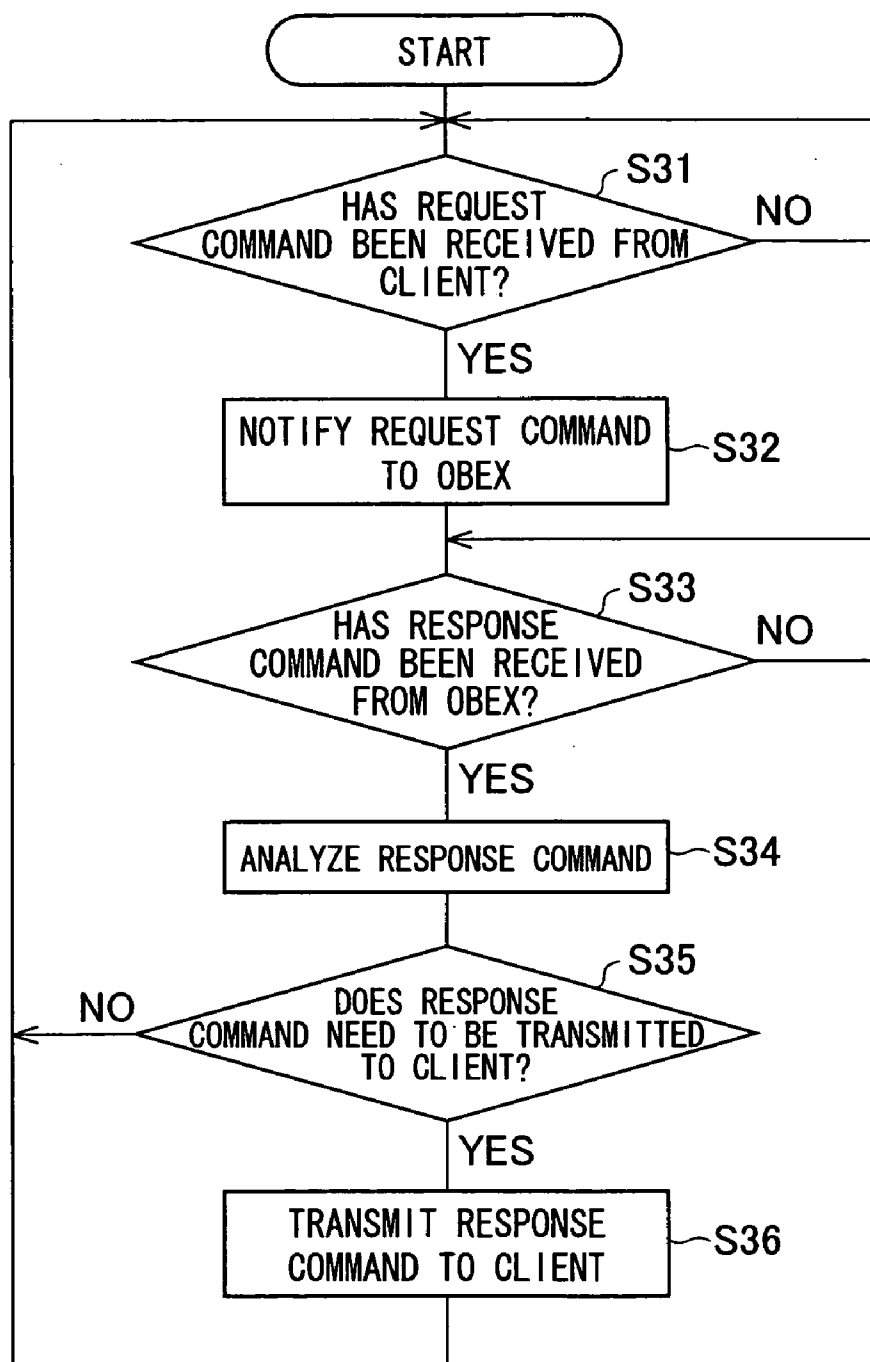 START
S31
HAS REQUEST
COMMAND BEEN RECEIVED FROM
CLIENT?
NO
YES
NOTIFY REQUEST COMMAND
TO OBEX
S32
S33
HAS RESPONSE
COMMAND BEEN RECEIVED
FROM OBEX?
NO
YES
ANALYZE RESPONSE COMMAND
S34
S35
DOES RESPONSE
COMMAND NEED TO BE TRANSMITTED
TO CLIENT?
NO
YES
TRANSMIT RESPONSE
COMMAND TO CLIENT
S36